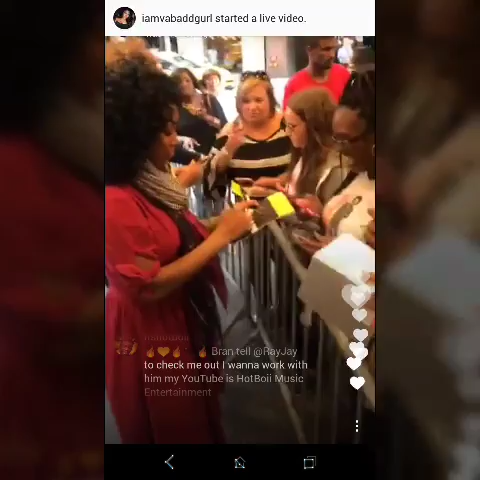 iamvabaddgurl started a live video.
Bran tell @RayJay
to check me out I wanna work with
him my YouTube is HotBoii Music
Entertainment